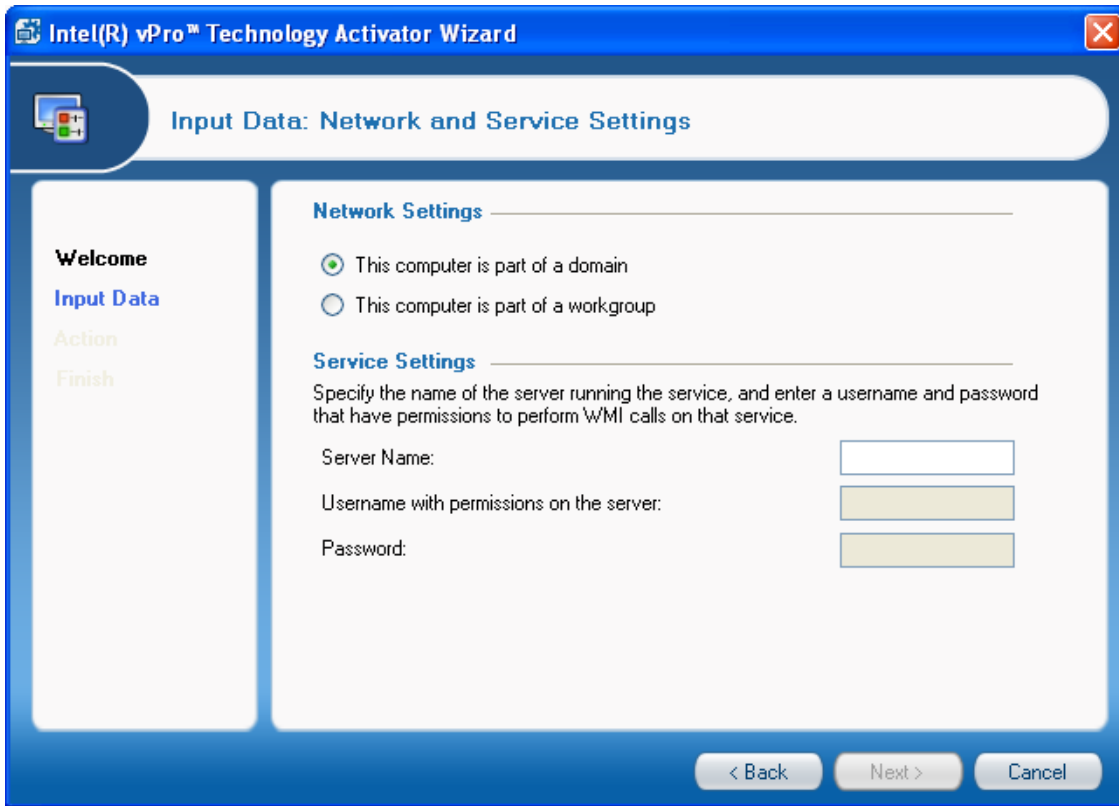 Intel(R) vPro™ Technology Activator Wizard
Input Data: Network and Service Settings
Welcome
Input Data
Action
Finish
Network Settings
This computer is part of a domain
This computer is part of a workgroup
Service Settings
Specify the name of the server running the service, and enter a username and password
that have permissions to perform WMI calls on that service.
Server Name:
Username with permissions on the server:
Password:
< Back
Next >
Cancel